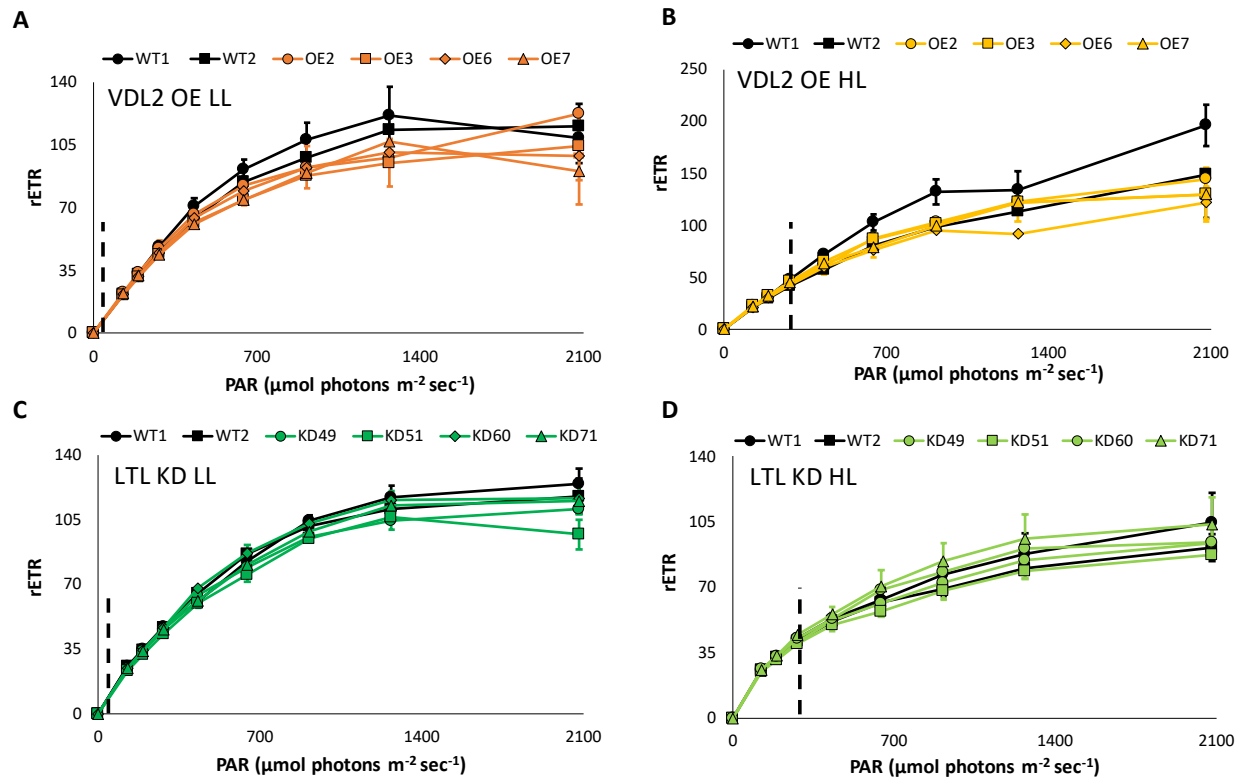 A
WT1 WT2 OE2 OE3 OE6 OE7
VDL2 OE LL
140
105
70
35
0
rETR
0 700 1400 2100
PAR (µmol photons m⁻² sec⁻¹)
B
WT1 WT2 OE2 OE3 OE6 OE7
VDL2 OE HL
250
200
150
100
50
0
rETR
0 700 1400 2100
PAR (µmol photons m⁻² sec⁻¹)
C
WT1 WT2 KD49 KD51 KD60 KD71
LTL KD LL
140
105
70
35
0
rETR
0 700 1400 2100
PAR (µmol photons m⁻² sec⁻¹)
D
WT1 WT2 KD49 KD51 KD60 KD71
LTL KD HL
140
105
70
35
0
rETR
0 700 1400 2100
PAR (µmol photons m⁻² sec⁻¹)